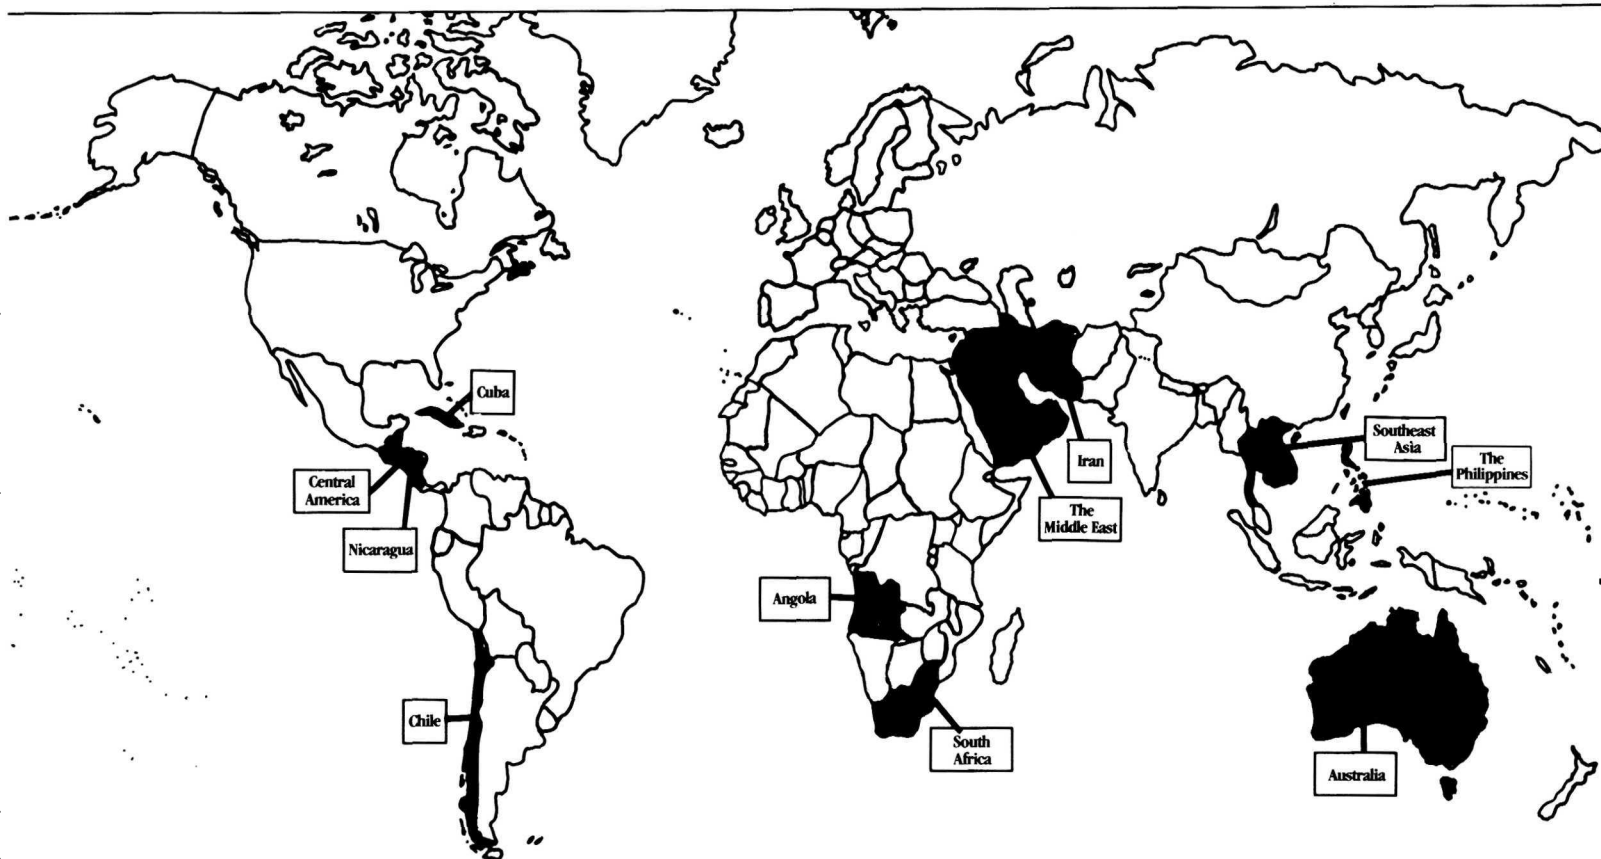 Cuba
Southeast
Asia
The
Philippines
Iran
Central
America
The
Middle East
Nicaragua
Angola
Chile
South
Africa
Australia